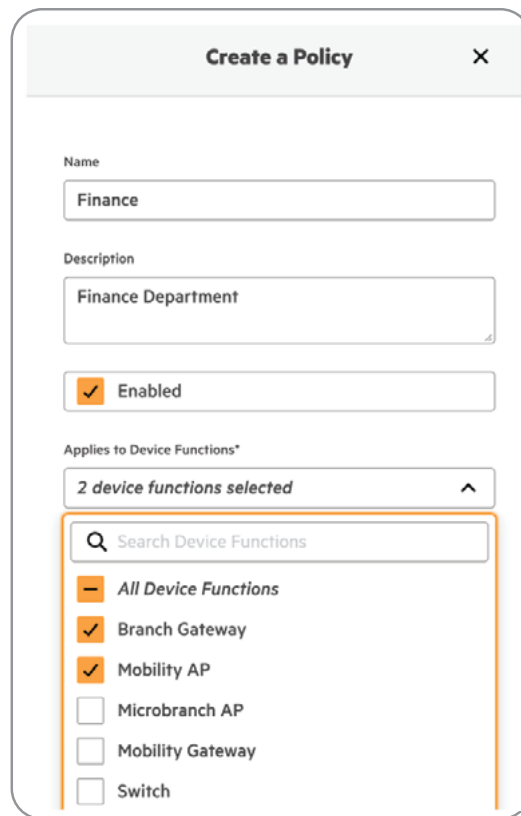 Create a Policy
Name
Finance
Description
Finance Department
Enabled
Applies to Device Functions*
2 device functions selected
Search Device Functions
All Device Functions
Branch Gateway
Mobility AP
Microbranch AP
Mobility Gateway
Switch